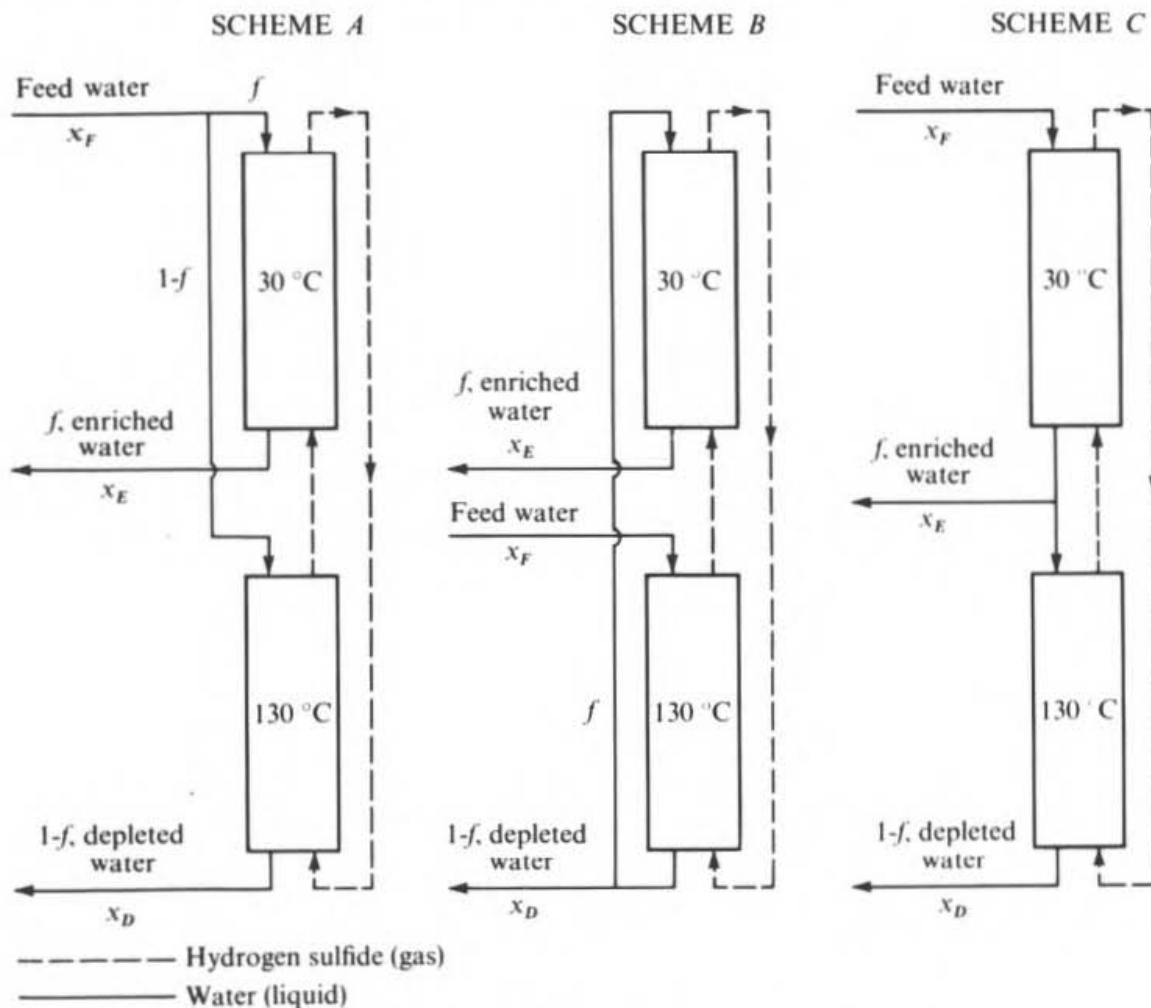 SCHEME A
Feed water
f
x_F
30 °C
1-f
f, enriched
water
x_E
130 °C
1-f, depleted
water
x_D
SCHEME B
30 °C
f, enriched
water
x_E
Feed water
x_F
130 °C
f
1-f, depleted
water
x_D
SCHEME C
Feed water
x_F
30 °C
f, enriched
water
x_E
130 °C
1-f, depleted
water
x_D
Hydrogen sulfide (gas)
Water (liquid)